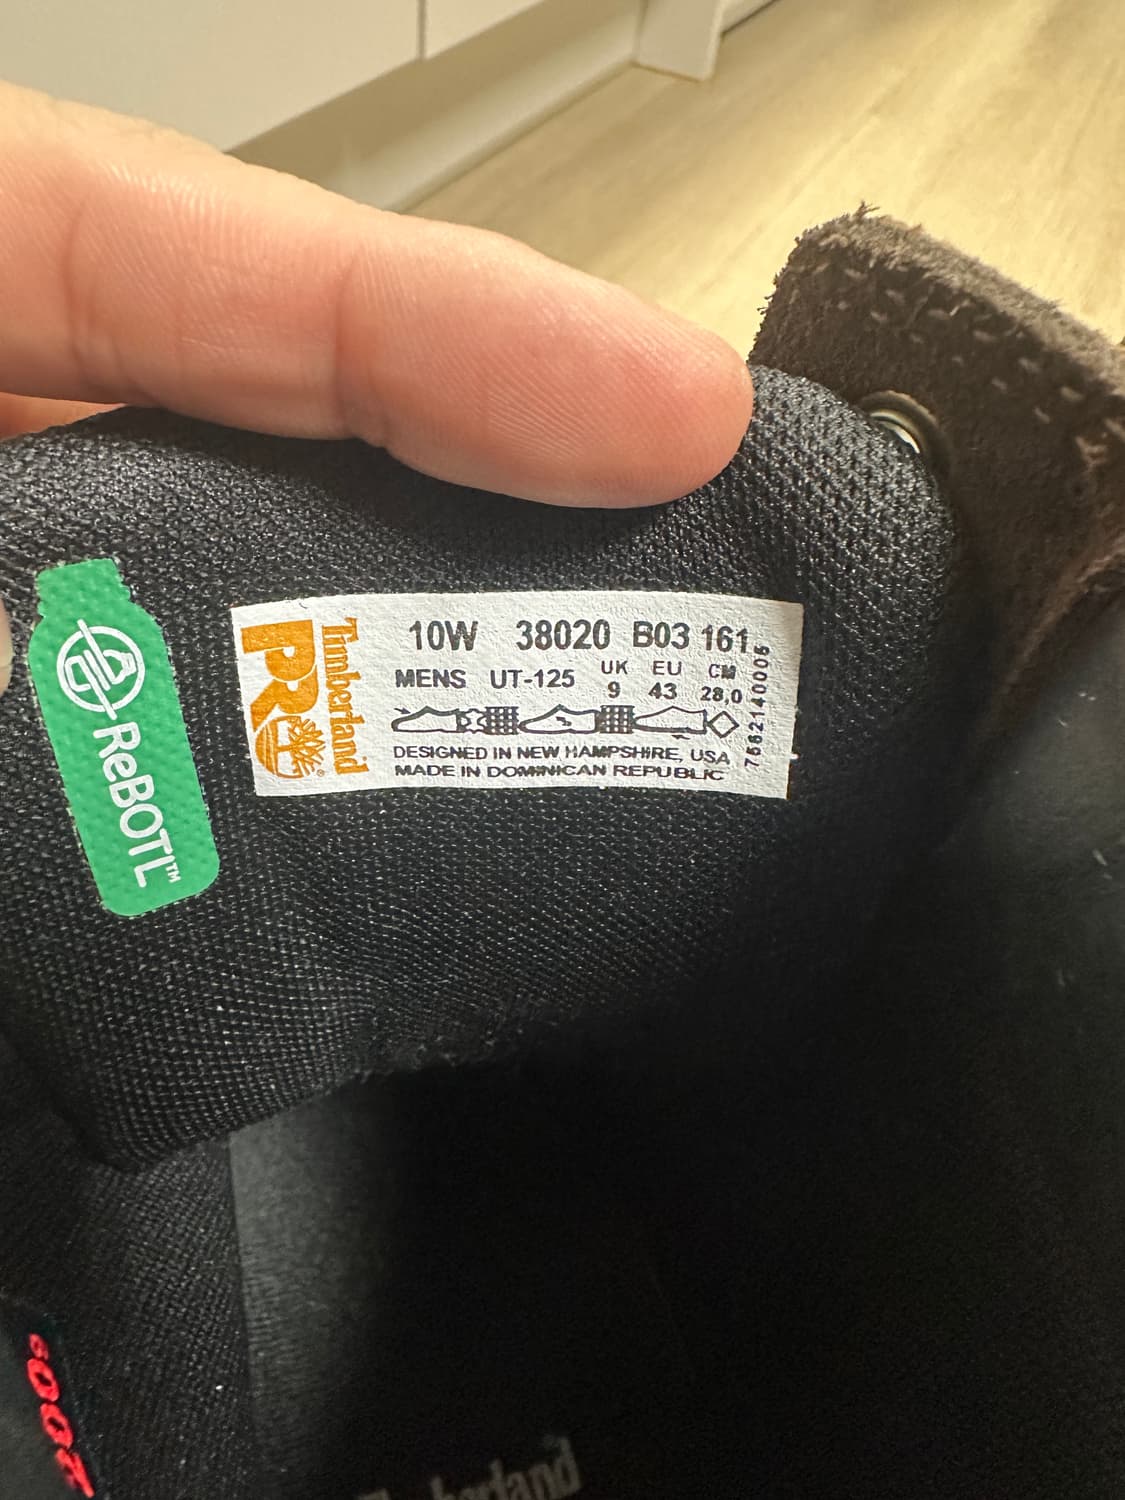 ReBOTL™
Timberland
PRO®
10W 38020 B03 161
MENS UT-125 UK 9 EU 43 CM 28,0
DESIGNED IN NEW HAMPSHIRE, USA
MADE IN DOMINICAN REPUBLIC
200°
Timberland